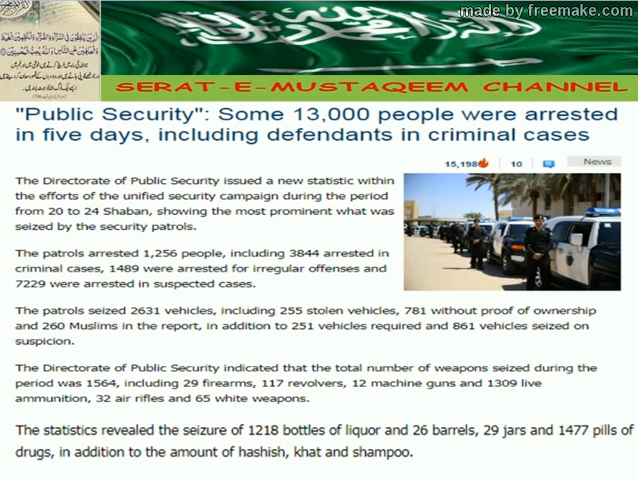 made by freemake.com
SERAT-E-MUSTAQEEM CHANNEL
"Public Security": Some 13,000 people were arrested
in five days, including defendants in criminal cases
15,198 10 News
The Directorate of Public Security issued a new statistic within
the efforts of the unified security campaign during the period
from 20 to 24 Shaban, showing the most prominent what was
seized by the security patrols.
The patrols arrested 1,256 people, including 3844 arrested in
criminal cases, 1489 were arrested for irregular offenses and
7229 were arrested in suspected cases.
The patrols seized 2631 vehicles, including 255 stolen vehicles, 781 without proof of ownership
and 260 Muslims in the report, in addition to 251 vehicles required and 861 vehicles seized on
suspicion.
The Directorate of Public Security indicated that the total number of weapons seized during the
period was 1564, including 29 firearms, 117 revolvers, 12 machine guns and 1309 live
ammunition, 32 air rifles and 65 white weapons.
The statistics revealed the seizure of 1218 bottles of liquor and 26 barrels, 29 jars and 1477 pills of
drugs, in addition to the amount of hashish, khat and shampoo.